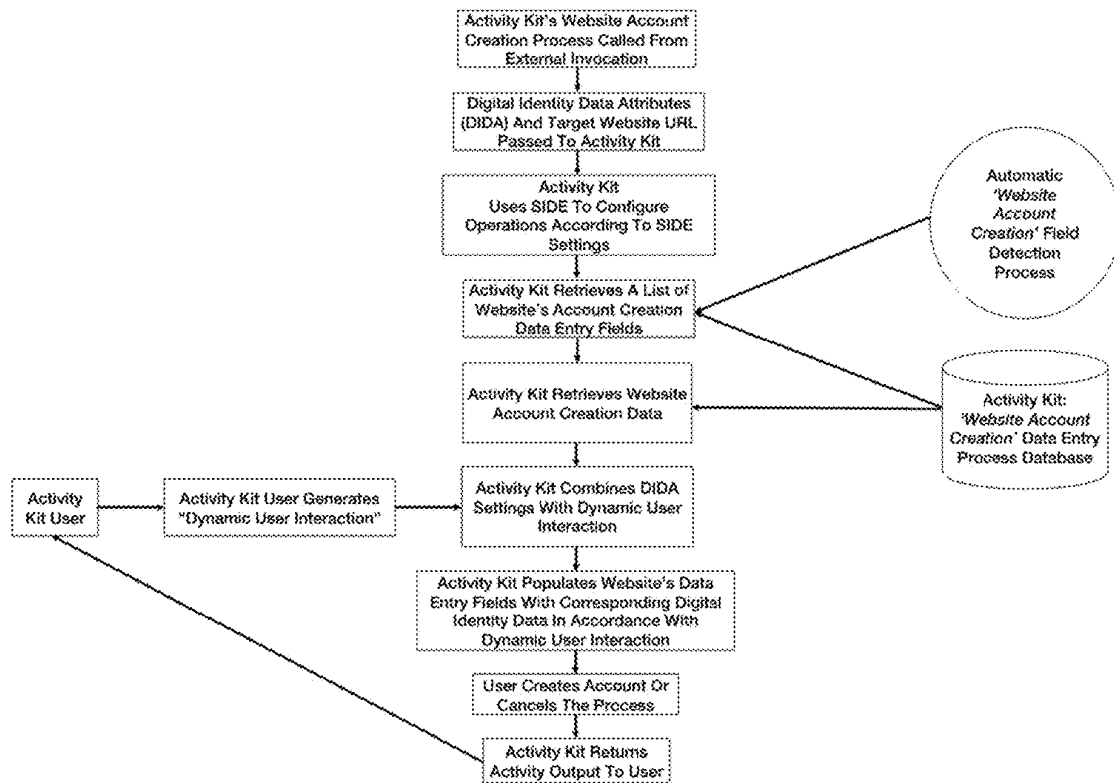 Activity Kit's Website Account
Creation Process Called From
External Invocation
Digital Identity Data Attributes
(DIDA) And Target Website URL
Passed To Activity Kit
Activity Kit
Uses SIDE To Configure
Operations According To SIDE
Settings
Automatic
'Website
Account
Creation' Field
Detection
Process
Activity Kit Retrieves A List of
Website's Account Creation
Data Entry Fields
Activity Kit Retrieves Website
Account Creation Data
Activity Kit:
'Website Account
Creation' Data Entry
Process Database
Activity
Kit User
Activity Kit User Generates
"Dynamic User Interaction"
Activity Kit Combines DIDA
Settings With Dynamic User
Interaction
Activity Kit Populates Website's Data
Entry Fields With Corresponding Digital
Identity Data In Accordance With
Dynamic User Interaction
User Creates Account Or
Cancels The Process
Activity Kit Returns
Activity Output To User